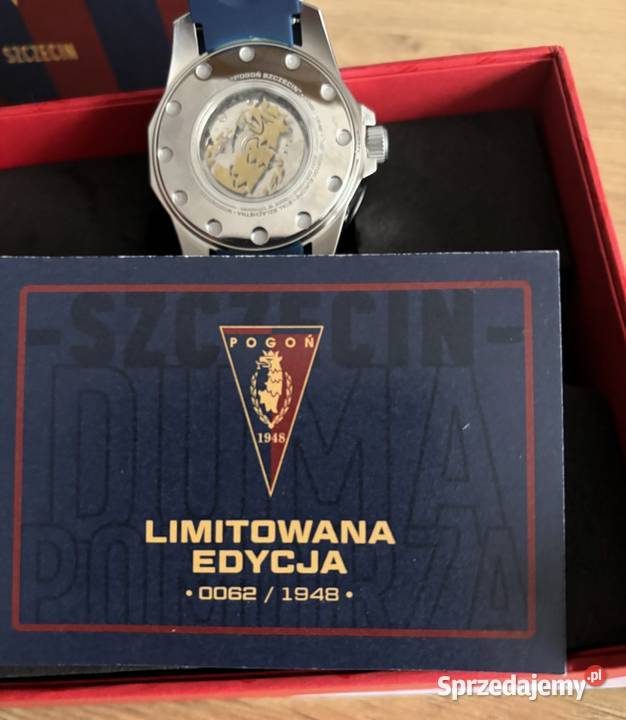 SZCZECIN
"POGOŃ SZCZECIN"
-SZCZECIN-
DUMA
POMORZA
POGOŃ
1948
LIMITOWANA
EDYCJA
• 0062 / 1948 •
Sprzedajemy.pl